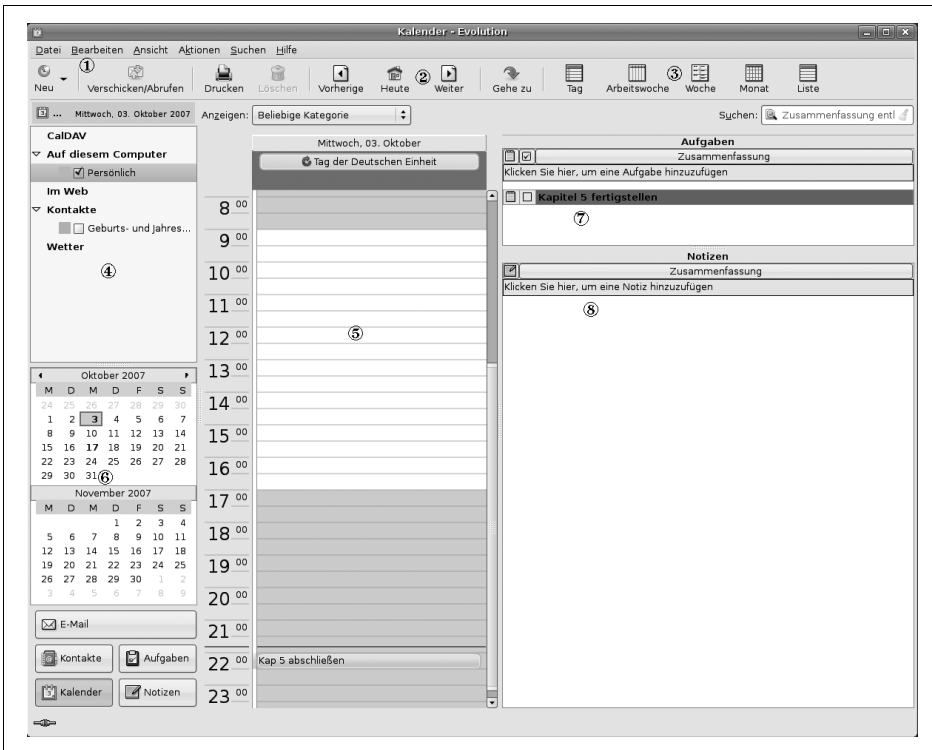 Kalender - Evolution
Datei Bearbeiten Ansicht Aktionen Suchen Hilfe
① ② ③
Neu Verschicken/Abrufen Drucken Löschen Vorherige Heute Weiter Gehe zu Tag Arbeitswoche Woche Monat Liste
... Mittwoch, 03. Oktober 2007
Anzeigen: Beliebige Kategorie
Suchen: Zusammenfassung entl
CalDAV
Auf diesem Computer
Persönlich
Im Web
Kontakte
Geburts- und Jahres...
Wetter
④
Oktober 2007
M D M D F S S
24 25 26 27 28 29 30
1 2 3 4 5 6 7
8 9 10 11 12 13 14
15 16 17 18 19 20 21
22 23 24 25 26 27 28
29 30 31
⑥
November 2007
M D M D F S S
1 2 3 4
5 6 7 8 9 10 11
12 13 14 15 16 17 18
19 20 21 22 23 24 25
26 27 28 29 30 1 2
3 4 5 6 7 8 9
E-Mail
Kontakte Aufgaben
Kalender Notizen
Mittwoch, 03. Oktober
Tag der Deutschen Einheit
8 00
9 00
10 00
11 00
12 00
⑤
13 00
14 00
15 00
16 00
17 00
18 00
19 00
20 00
21 00
22 00 Kap 5 abschließen
23 00
Aufgaben
Zusammenfassung
Klicken Sie hier, um eine Aufgabe hinzuzufügen
Kapitel 5 fertigstellen
⑦
Notizen
Zusammenfassung
Klicken Sie hier, um eine Notiz hinzuzufügen
⑧